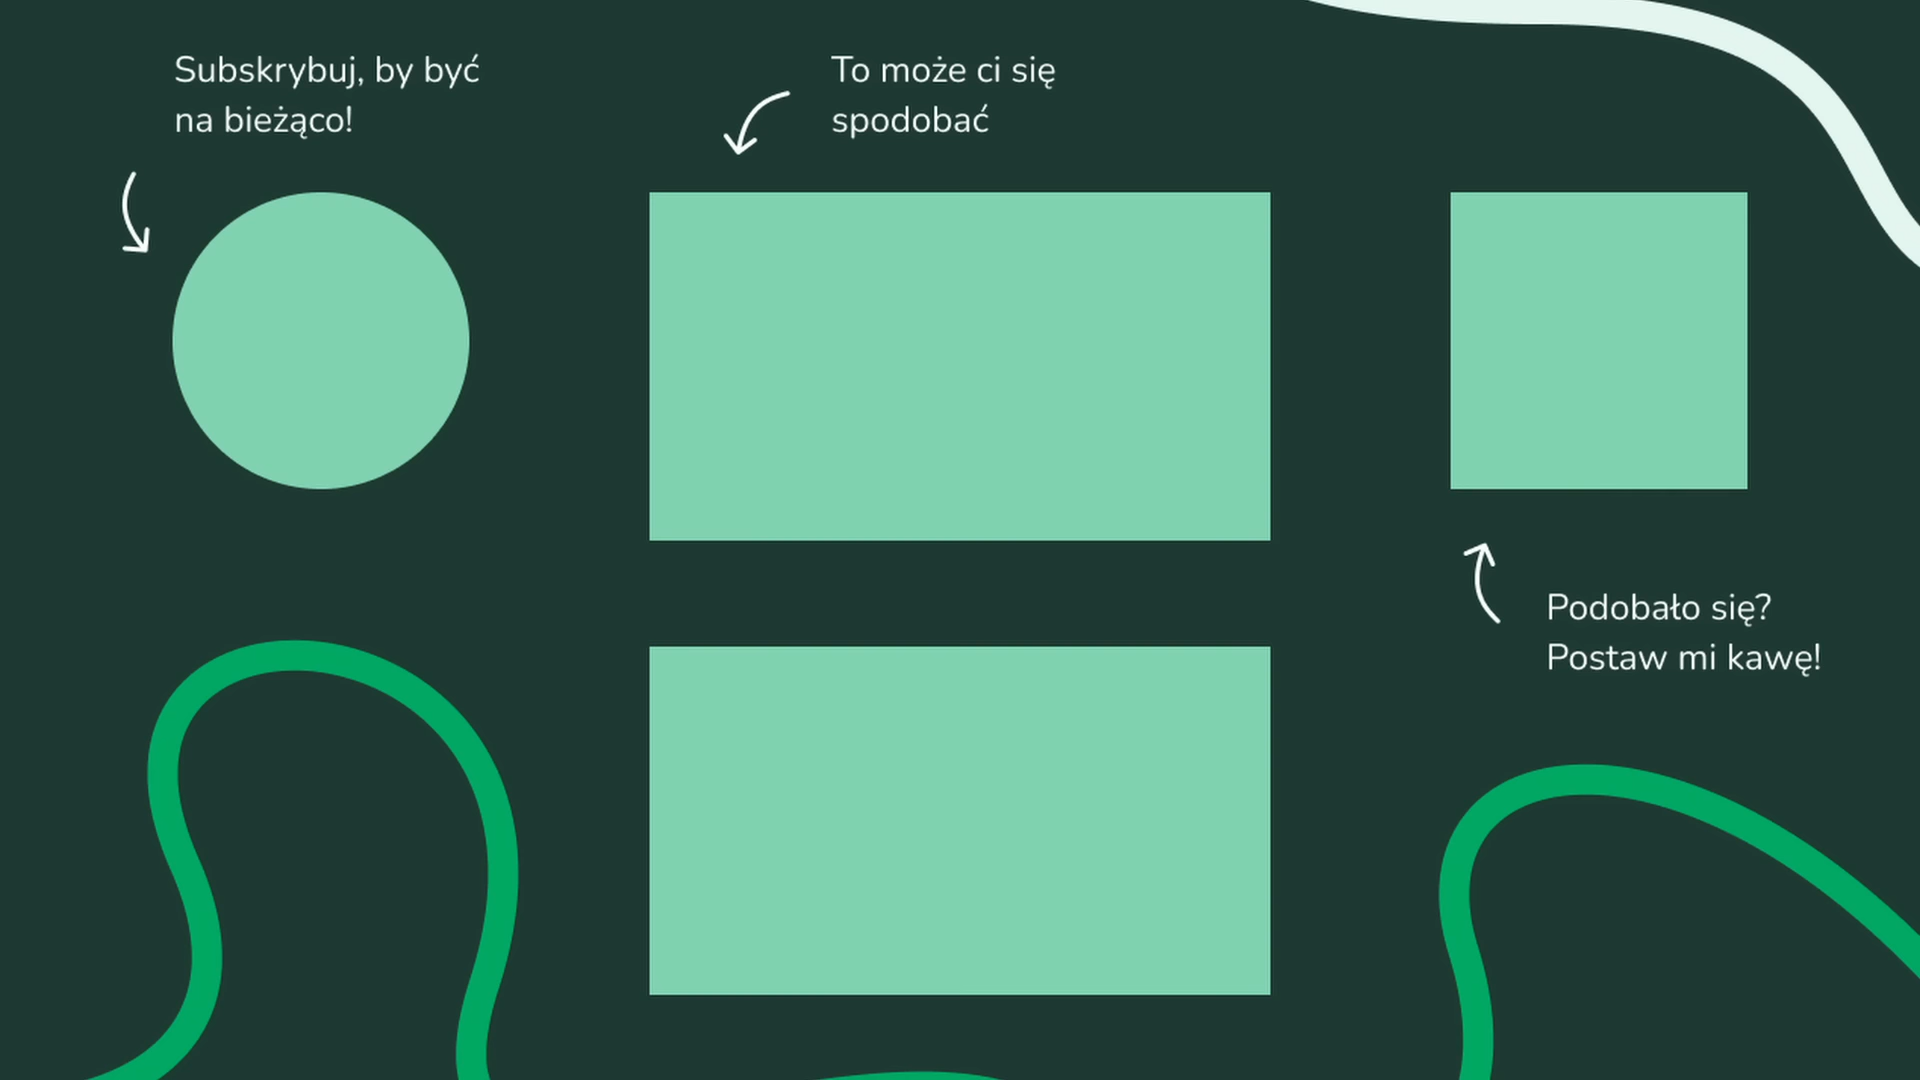 Subskrybuj, by być
na bieżąco!
To może ci się
spodobać
Podobało się?
Postaw mi kawę!